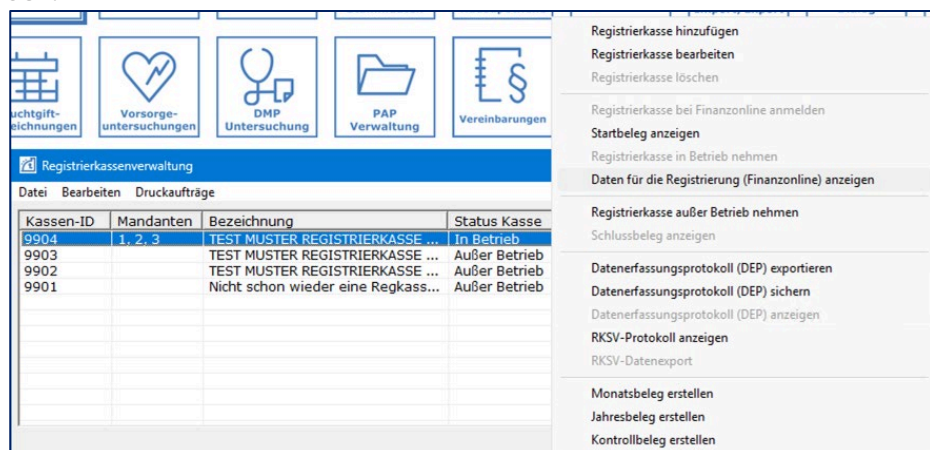 uchtgift-
eichnungen
Vorsorge-
untersuchungen
DMP
Untersuchung
PAP
Verwaltung
§
Vereinbarungen
Registrierkassenverwaltung
Datei Bearbeiten Druckaufträge
Kassen-ID Mandanten Bezeichnung Status Kasse
9904 1, 2, 3 TEST MUSTER REGISTRIERKASSE ... In Betrieb
9903 TEST MUSTER REGISTRIERKASSE ... Außer Betrieb
9902 TEST MUSTER REGISTRIERKASSE ... Außer Betrieb
9901 Nicht schon wieder eine Regkass... Außer Betrieb
Registrierkasse hinzufügen
Registrierkasse bearbeiten
Registrierkasse löschen
Registrierkasse bei Finanzonline anmelden
Startbeleg anzeigen
Registrierkasse in Betrieb nehmen
Daten für die Registrierung (Finanzonline) anzeigen
Registrierkasse außer Betrieb nehmen
Schlussbeleg anzeigen
Datenerfassungsprotokoll (DEP) exportieren
Datenerfassungsprotokoll (DEP) sichern
Datenerfassungsprotokoll (DEP) anzeigen
RKSV-Protokoll anzeigen
RKSV-Datenexport
Monatsbeleg erstellen
Jahresbeleg erstellen
Kontrollbeleg erstellen